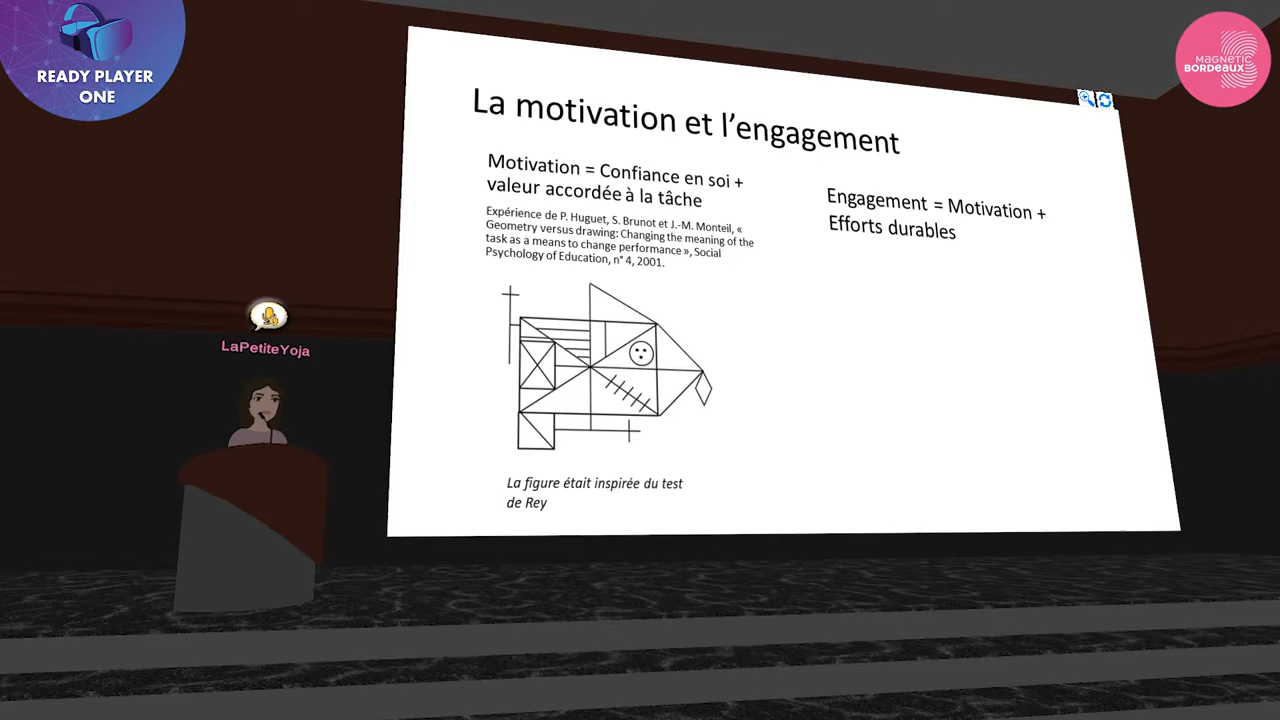 READY PLAYER
ONE
MAGNETIC
BORDEAUX
La motivation et l'engagement
Motivation = Confiance en soi +
valeur accordée à la tâche
Expérience de P. Huguet, S. Brunot et J.-M. Monteil, «
Geometry versus drawing: Changing the meaning of the
task as a means to change performance », Social
Psychology of Education, n° 4, 2001.
Engagement = Motivation +
Efforts durables
LaPetiteYoja
La figure était inspirée du test
de Rey